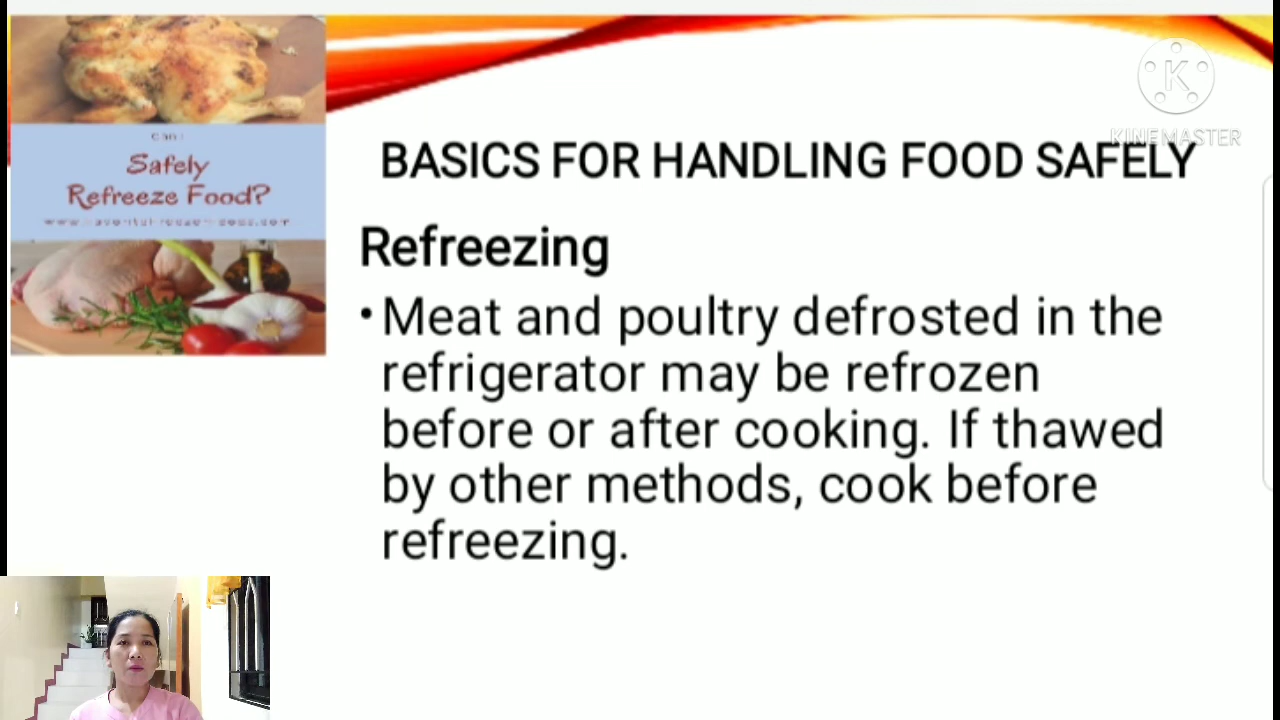 Safely
Refreeze Food?
K
KINEMASTER
BASICS FOR HANDLING FOOD SAFELY
Refreezing
• Meat and poultry defrosted in the
refrigerator may be refrozen
before or after cooking. If thawed
by other methods, cook before
refreezing.